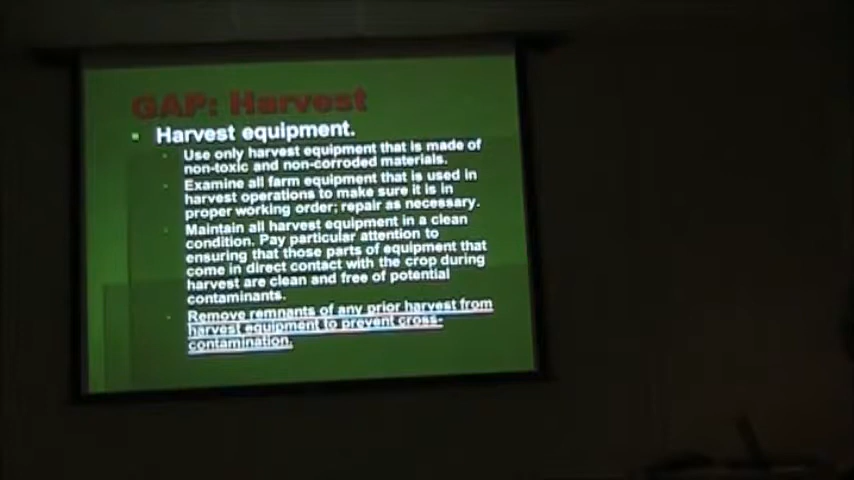 GAP: Harvest
Harvest equipment.
Use only harvest equipment that is made of
non-toxic and non-corroded materials.
Examine all farm equipment that is used in
harvest operations to make sure it is in
proper working order; repair as necessary.
Maintain all harvest equipment in a clean
condition. Pay particular attention to
ensuring that those parts of equipment that
come in direct contact with the crop during
harvest are clean and free of potential
contaminants.
Remove remnants of any prior harvest from
harvest equipment to prevent cross-
contamination.